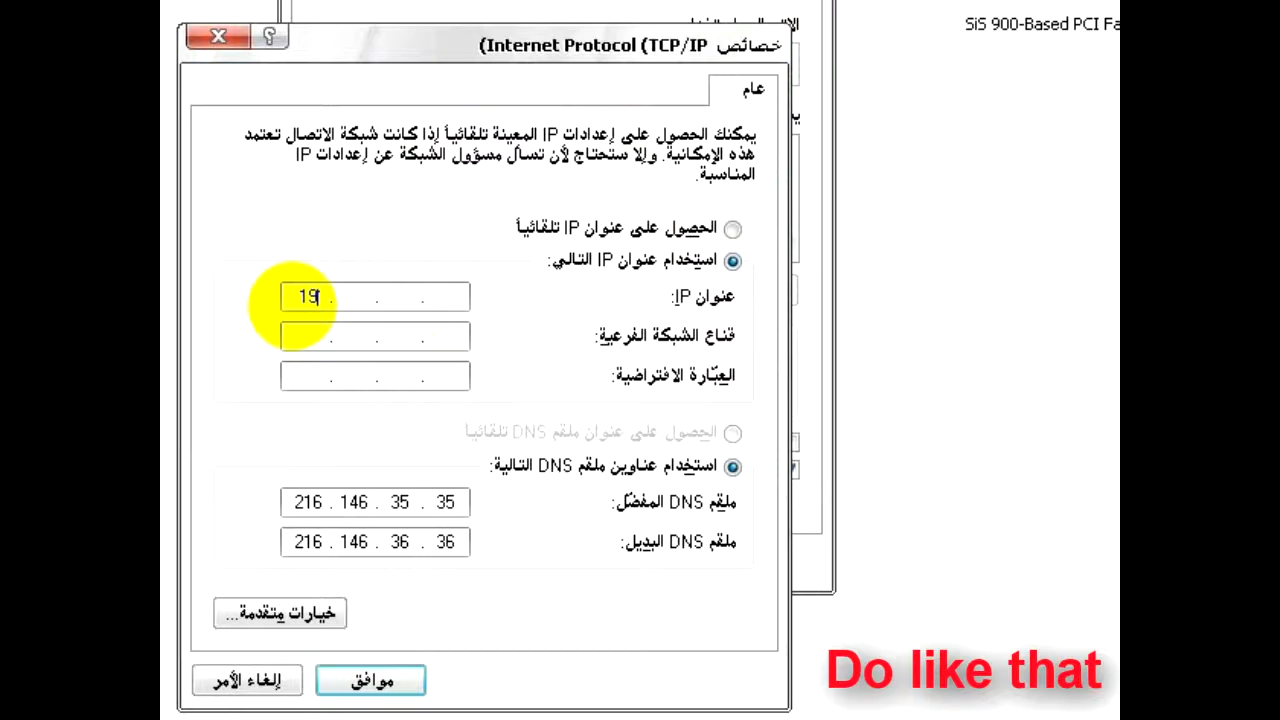 SiS 900-Based PCI Fa
خصائص Internet Protocol (TCP/IP)
عام
يمكنك الحصول على إعدادات IP المعينة تلقائياً إذا كانت شبكة الاتصال تعتمد
هذه الإمكانية. وإلا ستحتاج لأن تسأل مسؤول الشبكة عن إعدادات IP
المناسبة.
الحصول على عنوان IP تلقائياً
استخدام عنوان IP التالي:
عنوان IP: 19 . . .
قناع الشبكة الفرعية: . . .
العبّارة الافتراضية: . . .
الحصول على عنوان ملقم DNS تلقائياً
استخدام عناوين ملقم DNS التالية:
ملقم DNS المفضّل: 216 . 146 . 35 . 35
ملقم DNS البديل: 216 . 146 . 36 . 36
خيارات متقدمة...
موافق
إلغاء الأمر
Do like that